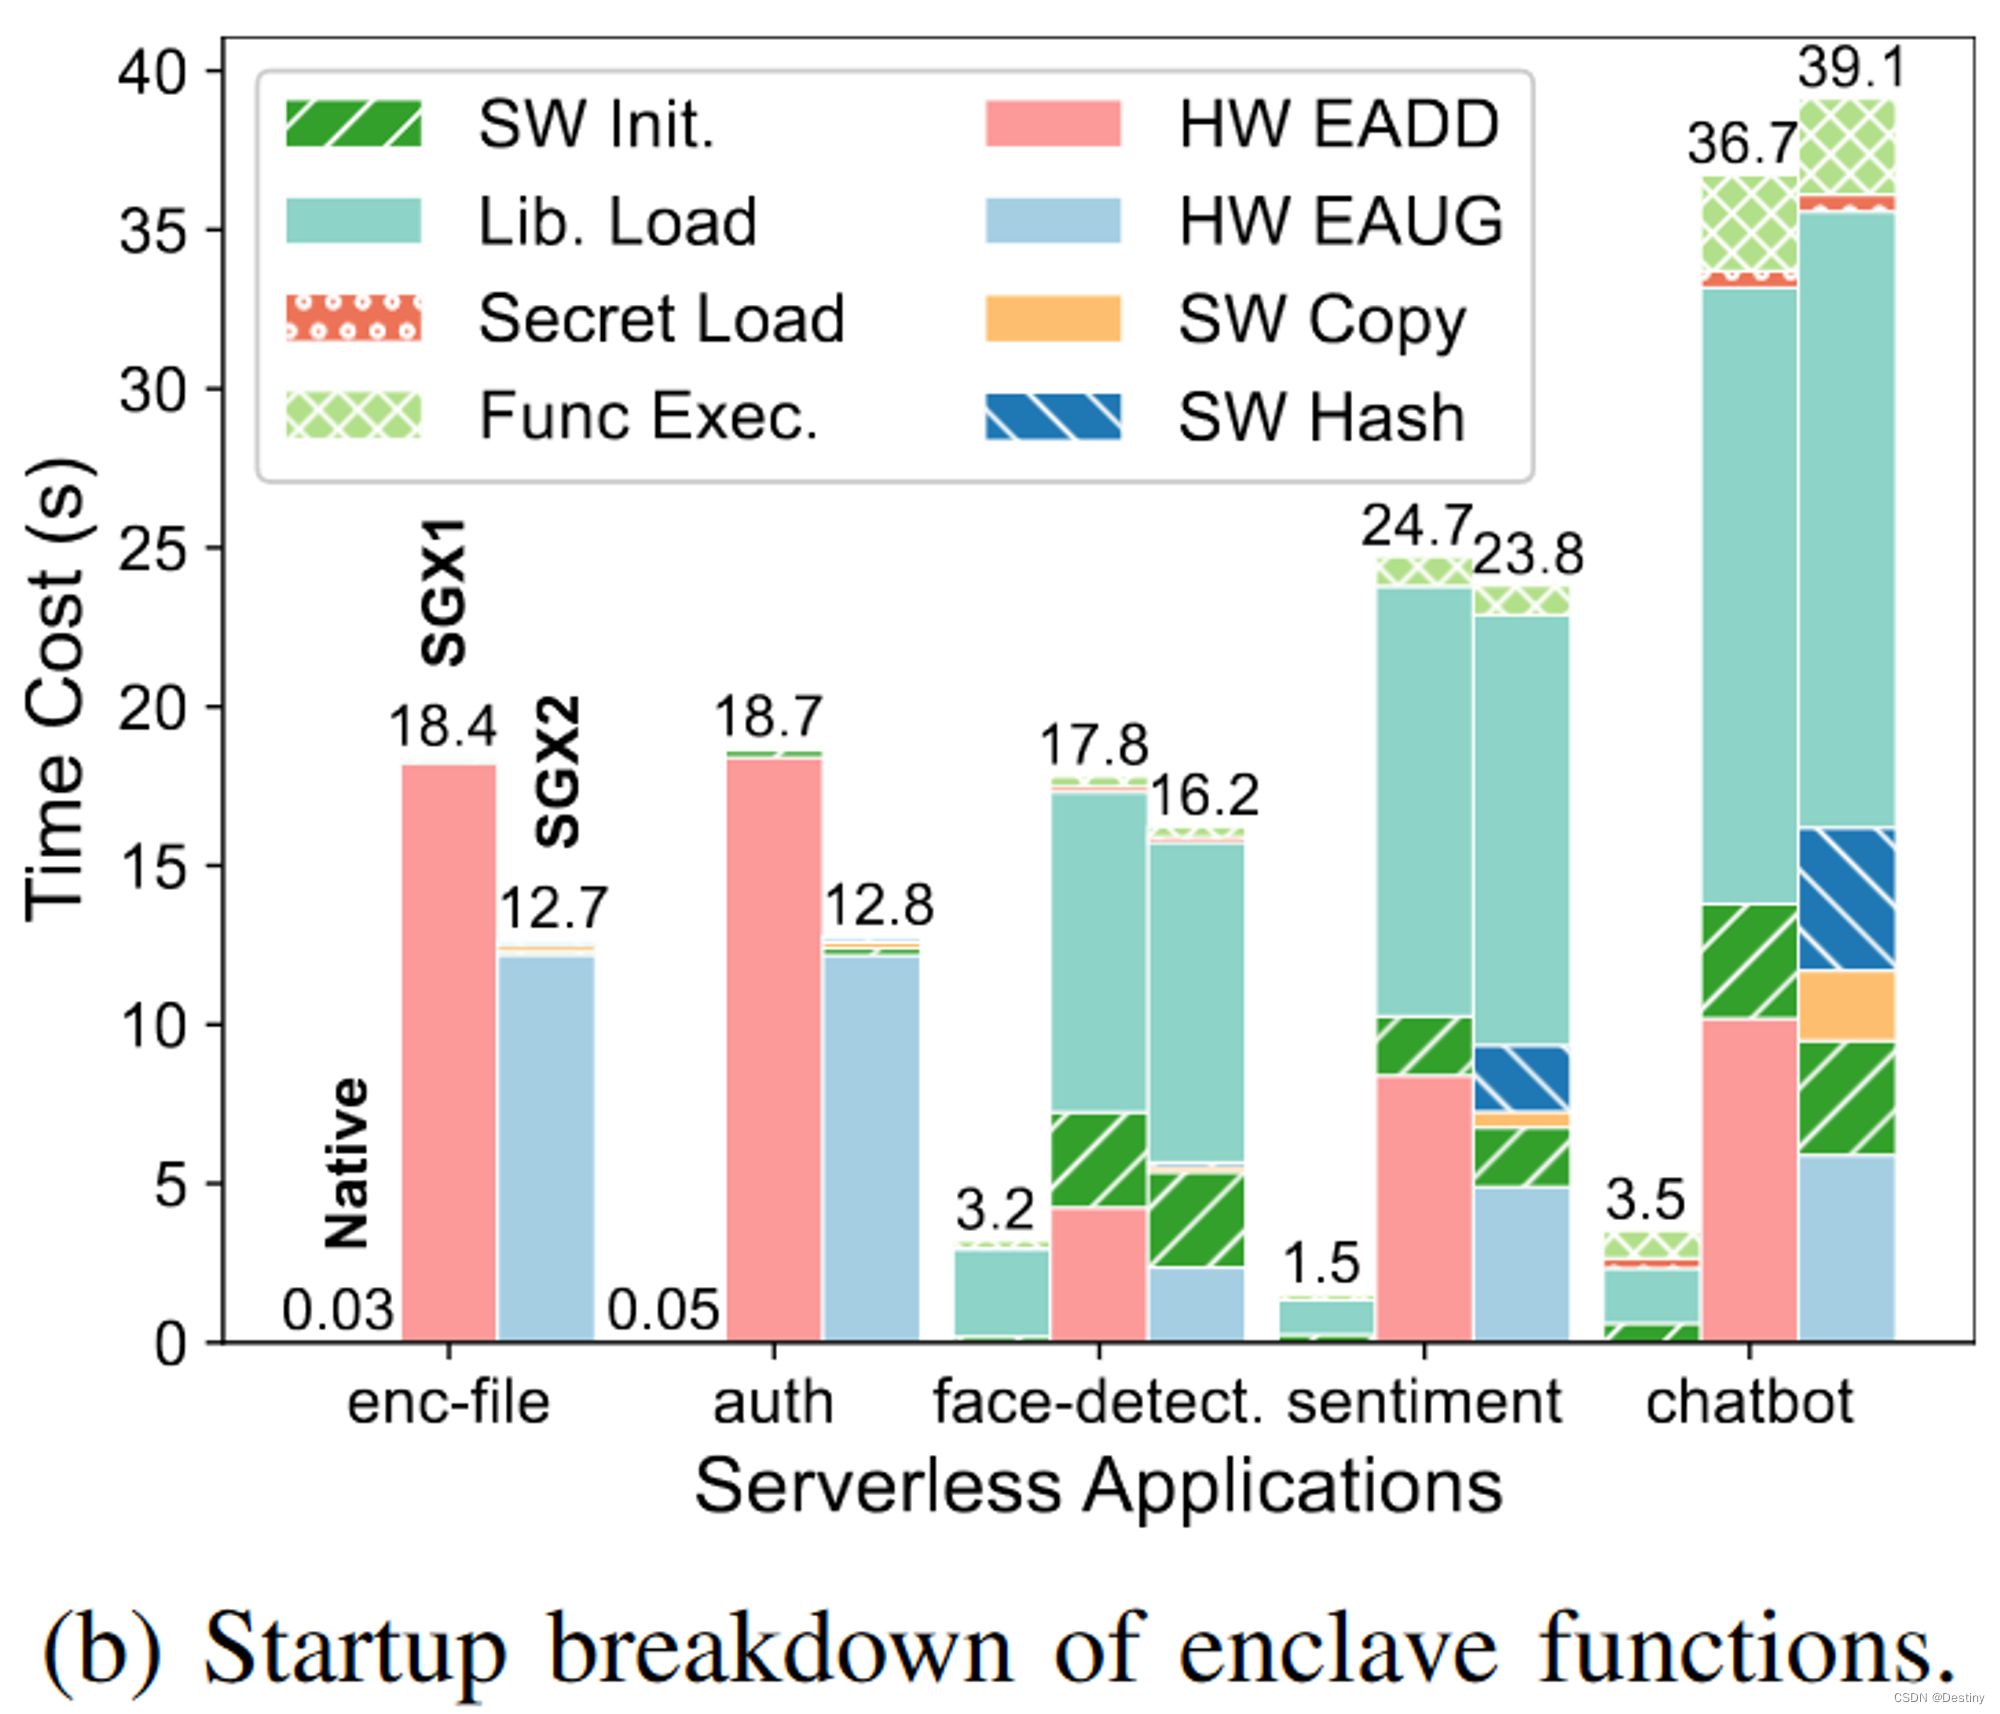 Time Cost (s)
40
35
30
25
20
15
10
5
0
SW Init.
Lib. Load
Secret Load
Func Exec.
HW EADD
HW EAUG
SW Copy
SW Hash
Native
SGX1
SGX2
0.03
18.4
12.7
0.05
18.7
12.8
3.2
17.8
16.2
1.5
24.7
23.8
3.5
36.7
39.1
enc-file
auth
face-detect.
sentiment
chatbot
Serverless Applications
(b) Startup breakdown of enclave functions.
CSDN @Destiny